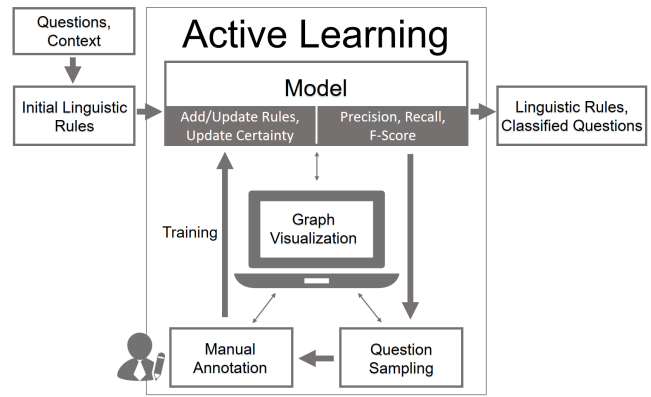 Questions,
Context
Active Learning
Initial Linguistic
Rules
Model
Add/Update Rules,
Update Certainty
Precision, Recall,
F-Score
Linguistic Rules,
Classified Questions
Training
Graph
Visualization
Manual
Annotation
Question
Sampling